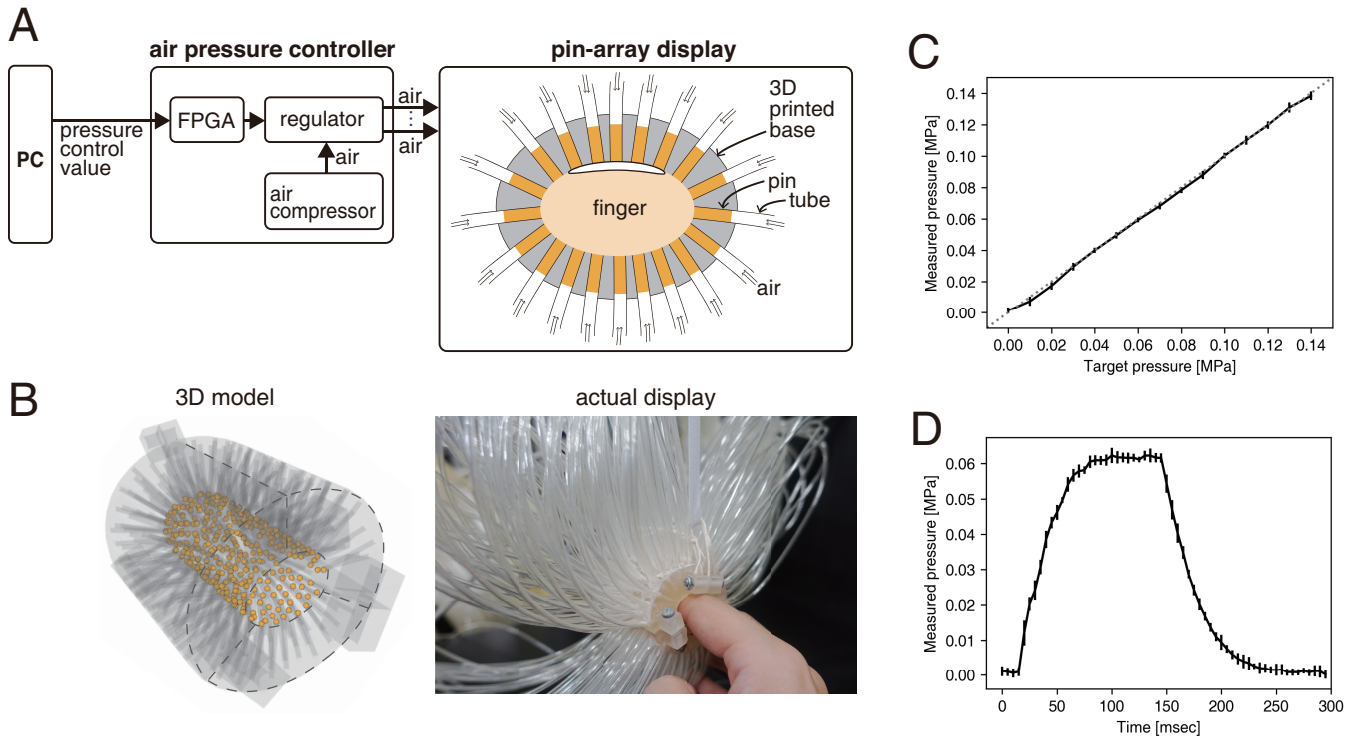 A
air pressure controller
pin-array display
PC
pressure
control
value
FPGA
regulator
air
air
air
air
compressor
3D
printed
base
pin
tube
finger
air
B
3D model
actual display
C
Measured pressure [MPa]
0.14
0.12
0.10
0.08
0.06
0.04
0.02
0.00
0.00 0.02 0.04 0.06 0.08 0.10 0.12 0.14
Target pressure [MPa]
D
Measured pressure [MPa]
0.06
0.05
0.04
0.03
0.02
0.01
0.00
0 50 100 150 200 250 300
Time [msec]